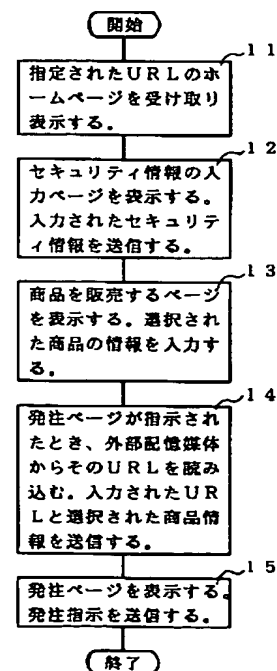 開始
11
指定されたURLのホ
ームページを受け取り
表示する。
12
セキュリティ情報の入
力ページを表示する。
入力されたセキュリテ
ィ情報を送信する。
13
商品を販売するページ
を表示する。選択され
た商品の情報を入力す
る。
14
発注ページが指示され
たとき、外部記憶媒体
からそのURLを読み
込む。入力されたUR
Lと選択された商品情
報を送信する。
15
発注ページを表示する。
発注指示を送信する。
終了